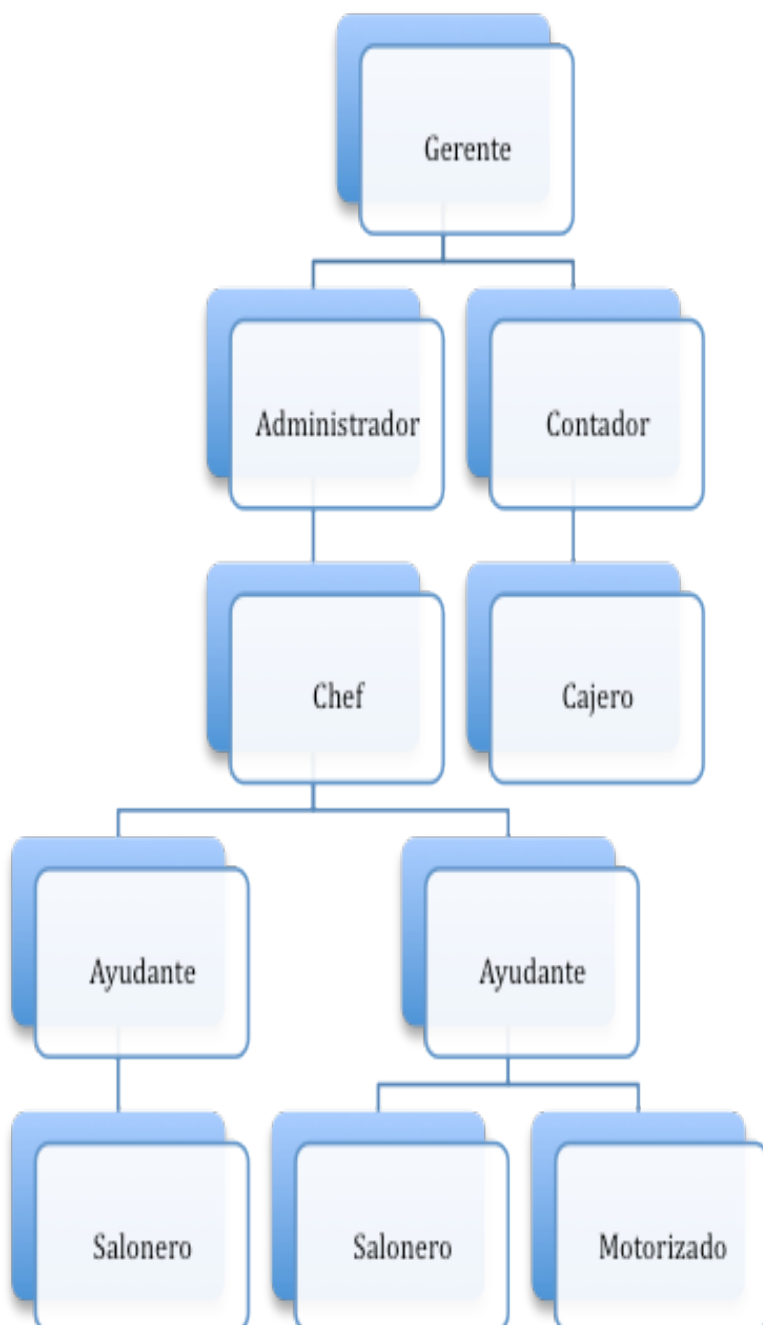 Gerente
Administrador
Contador
Chef
Cajero
Ayudante
Ayudante
Salonero
Salonero
Motorizado